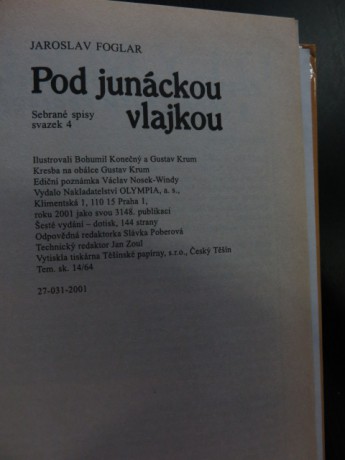 JAROSLAV FOGLAR
Pod junáckou
Sebrané spisy
svazek 4
vlajkou
Ilustrovali Bohumil Konečný a Gustav Krum
Kresba na obálce Gustav Krum
Ediční poznámka Václav Nosek-Windy
Vydalo Nakladatelství OLYMPIA, a. s.,
Klimentská 1, 110 15 Praha 1,
roku 2001 jako svou 3148. publikaci
Šesté vydání – dotisk, 144 strany
Odpovědná redaktorka Slávka Poberová
Technický redaktor Jan Zoul
Vytiskla tiskárna Těšínské papírny, s.r.o., Český Těšín
Tem. sk. 14/64
27-031-2001